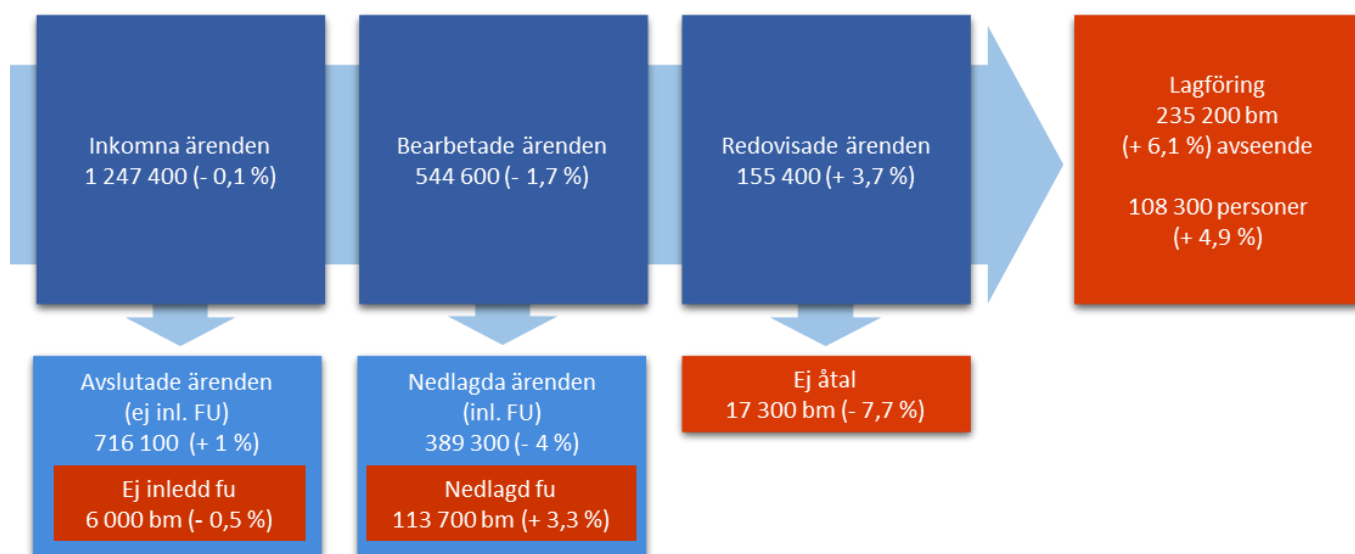 Inkomna ärenden
1 247 400 (- 0,1 %)
Bearbetade ärenden
544 600 (- 1,7 %)
Redovisade ärenden
155 400 (+ 3,7 %)
Lagföring
235 200 bm
(+ 6,1 %) avseende
108 300 personer
(+ 4,9 %)
Avslutade ärenden
(ej inl. FU)
716 100 (+ 1 %)
Ej inledd fu
6 000 bm (- 0,5 %)
Nedlagda ärenden
(inl. FU)
389 300 (- 4 %)
Nedlagd fu
113 700 bm (+ 3,3 %)
Ej åtal
17 300 bm (- 7,7 %)